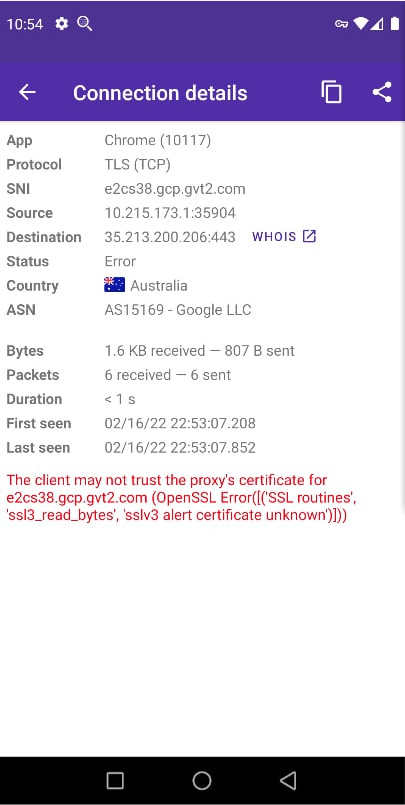 10:54
Connection details
App Chrome (10117)
Protocol TLS (TCP)
SNI e2cs38.gcp.gvt2.com
Source 10.215.173.1:35904
Destination 35.213.200.206:443 WHOIS
Status Error
Country Australia
ASN AS15169 - Google LLC
Bytes 1.6 KB received — 807 B sent
Packets 6 received — 6 sent
Duration < 1 s
First seen 02/16/22 22:53:07.208
Last seen 02/16/22 22:53:07.852
The client may not trust the proxy's certificate for
e2cs38.gcp.gvt2.com (OpenSSL Error([('SSL routines',
'ssl3_read_bytes', 'sslv3 alert certificate unknown')]))